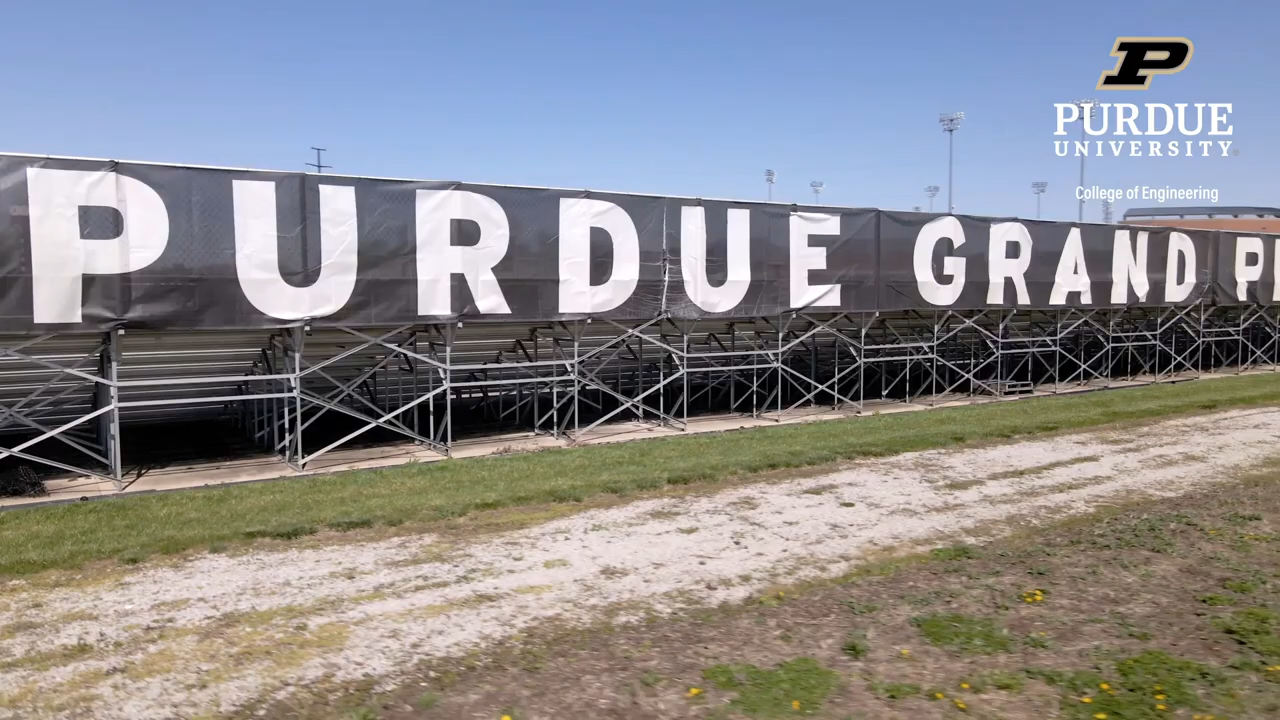 PURDUE GRAND P
P
PURDUE
UNIVERSITY
College of Engineering